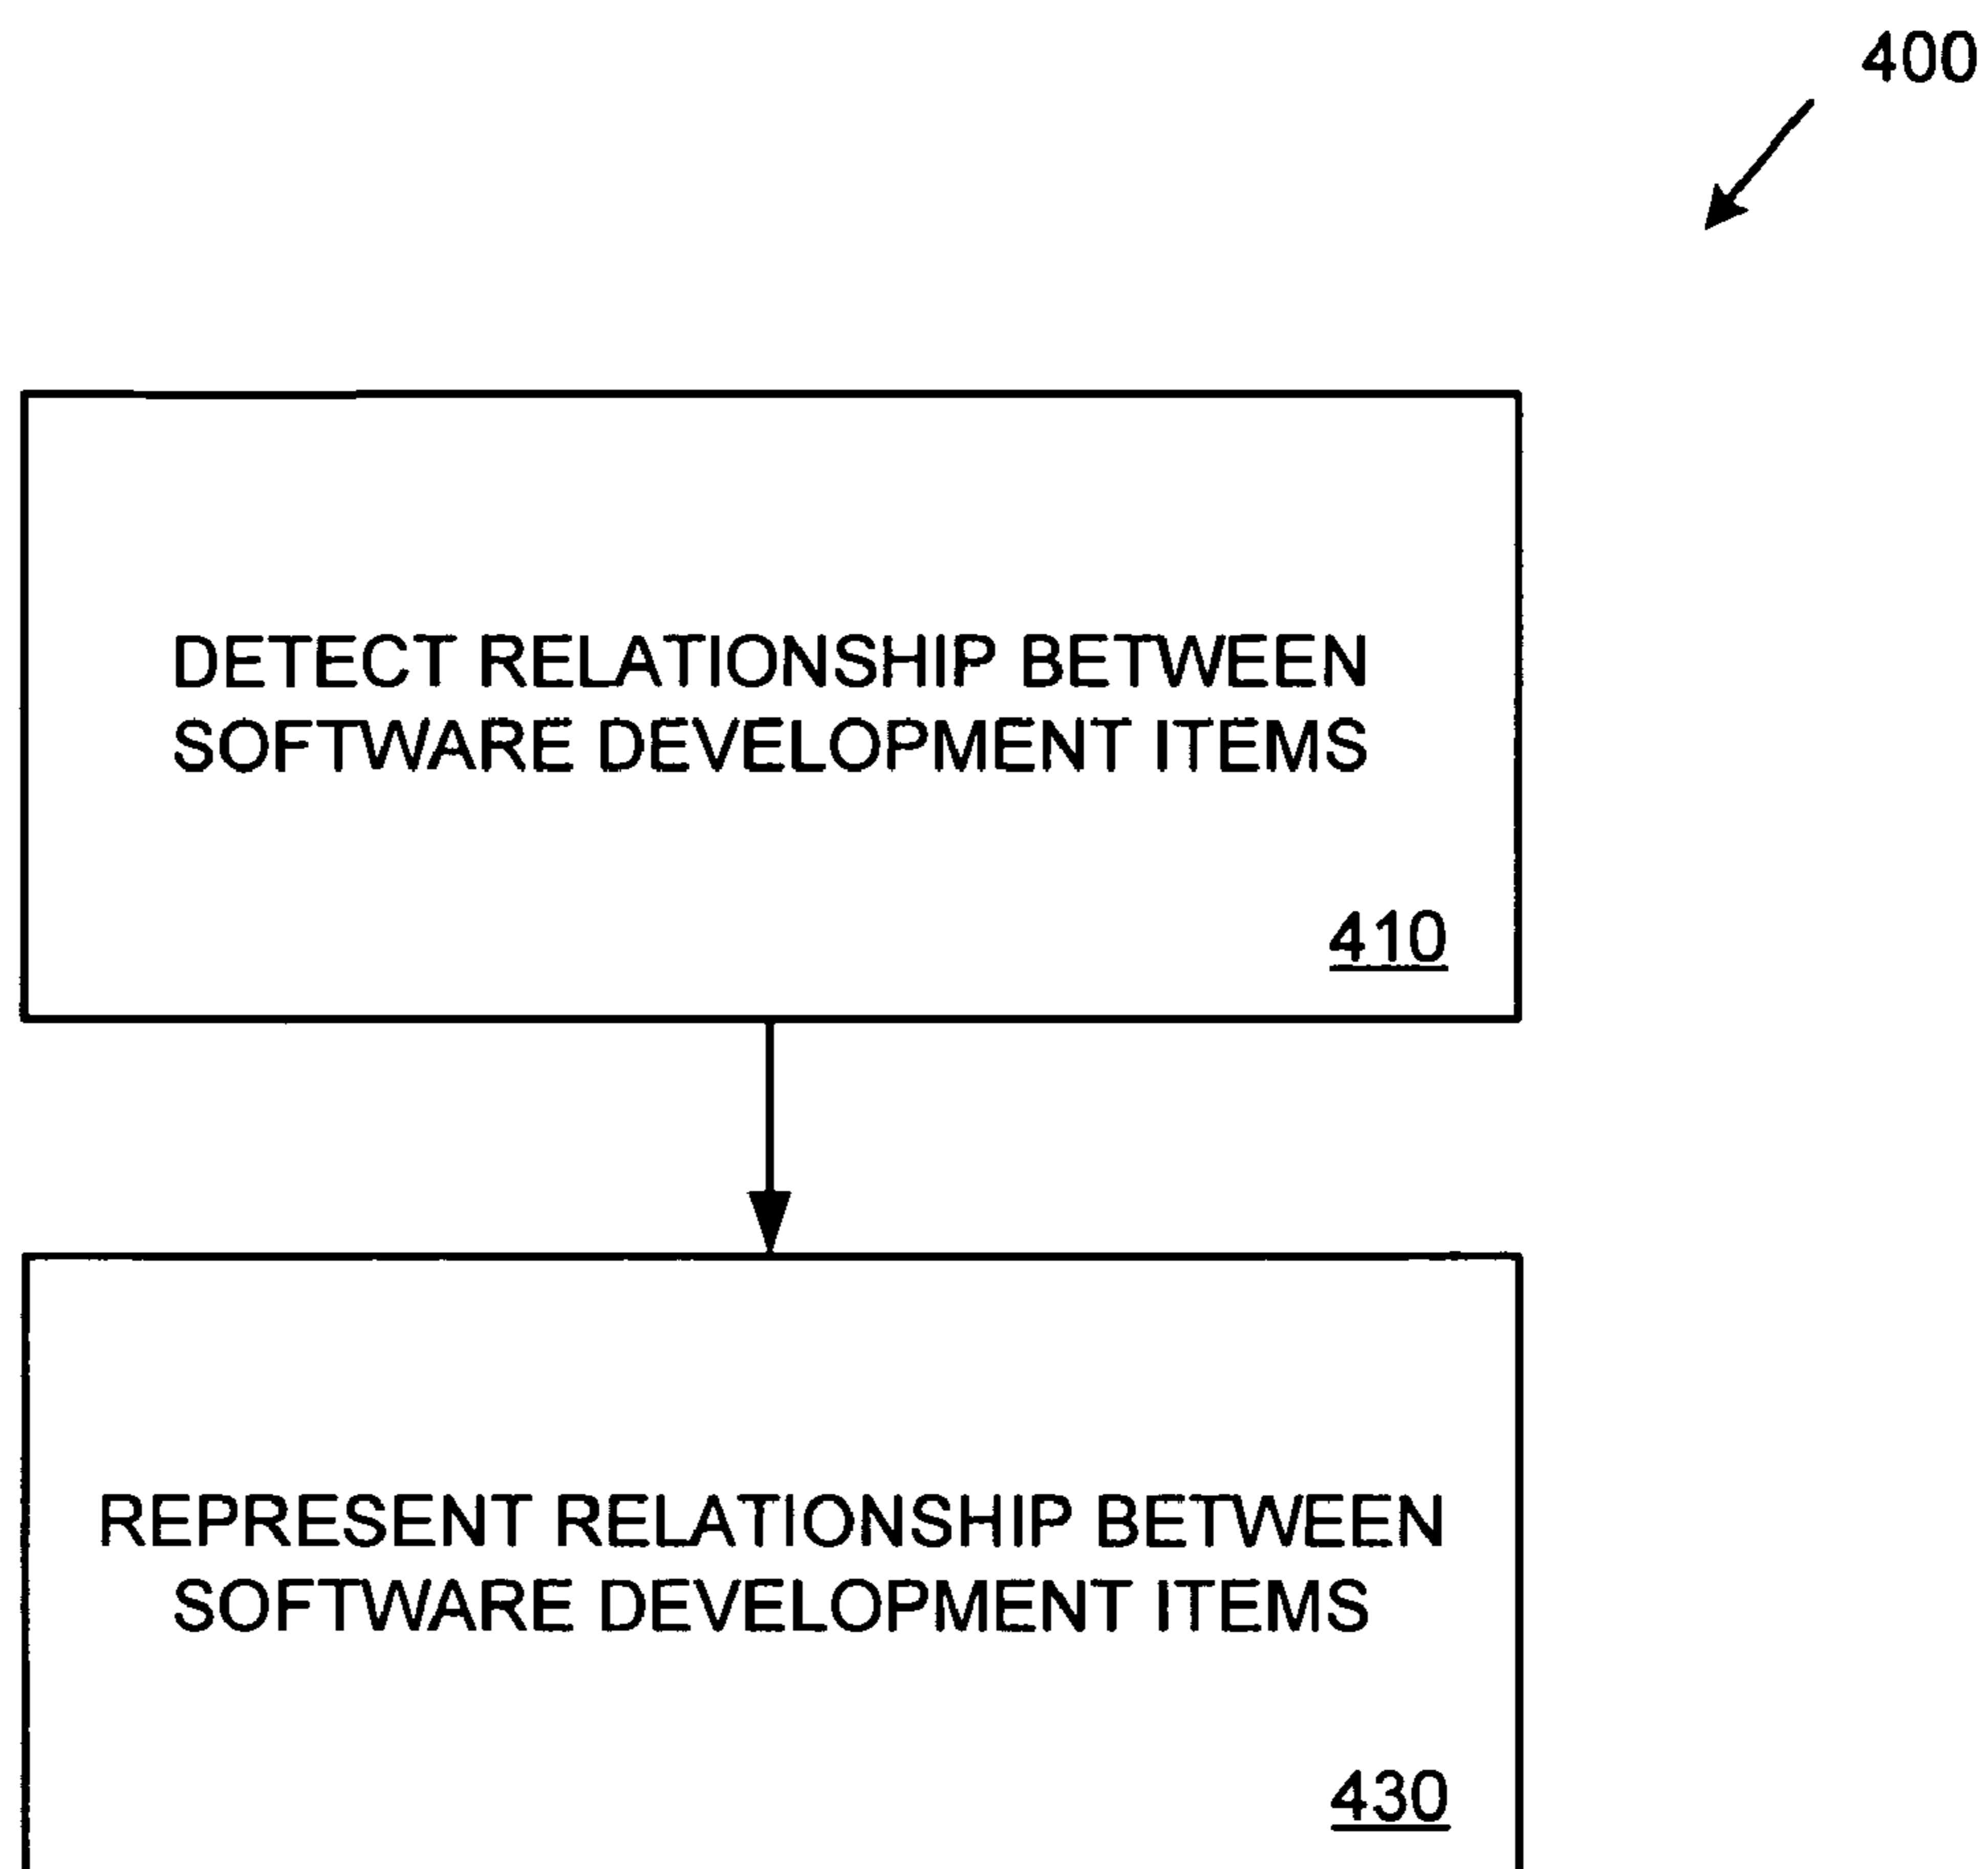 400
DETECT RELATIONSHIP BETWEEN
SOFTWARE DEVELOPMENT ITEMS
410
REPRESENT RELATIONSHIP BETWEEN
SOFTWARE DEVELOPMENT ITEMS
430